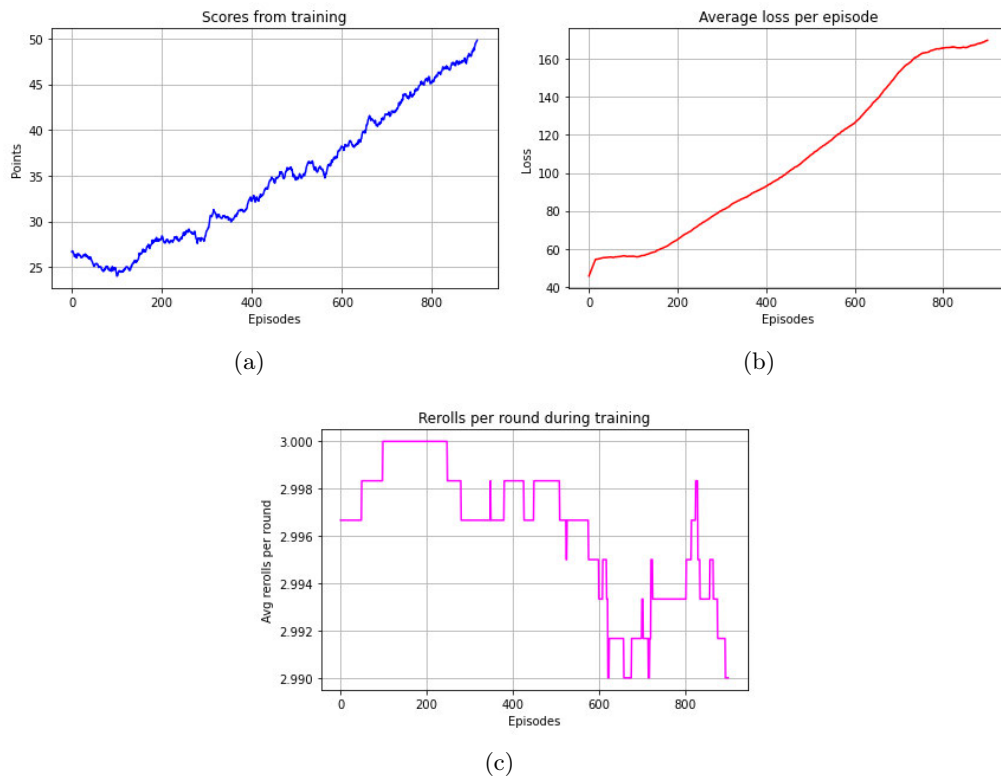 Scores from training
50
45
40
35
30
25
Points
0 200 400 600 800
Episodes
(a)
Average loss per episode
160
140
120
100
80
60
40
Loss
0 200 400 600 800
Episodes
(b)
Rerolls per round during training
3.000
2.998
2.996
2.994
2.992
2.990
Avg rerolls per round
0 200 400 600 800
Episodes
(c)